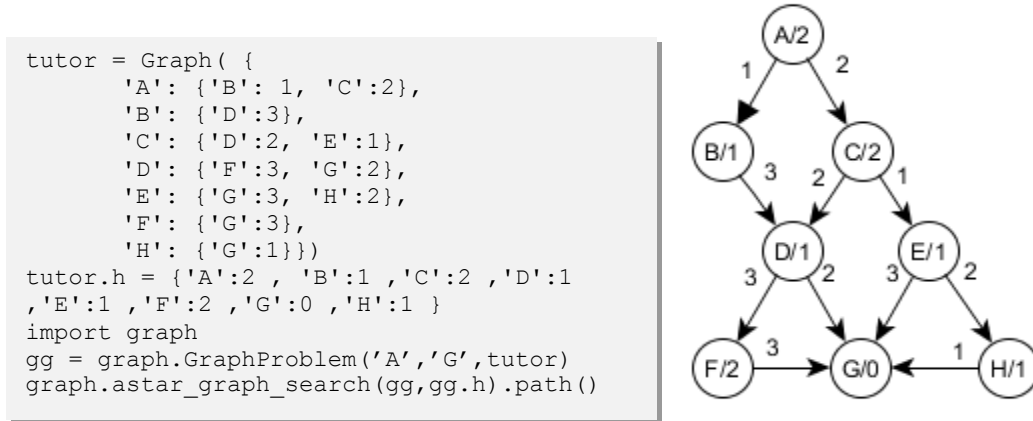 tutor = Graph( {
'A': {'B': 1, 'C':2},
'B': {'D':3},
'C': {'D':2, 'E':1},
'D': {'F':3, 'G':2},
'E': {'G':3, 'H':2},
'F': {'G':3},
'H': {'G':1}})
tutor.h = {'A':2 , 'B':1 ,'C':2 ,'D':1
,'E':1 ,'F':2 ,'G':0 ,'H':1 }
import graph
gg = graph.GraphProblem(’A’,’G’,tutor)
graph.astar_graph_search(gg,gg.h).path()
A/2
1 2
B/1 C/2
3 2 1
D/1 E/1
3 2 3 2
F/2 3 G/0 1 H/1